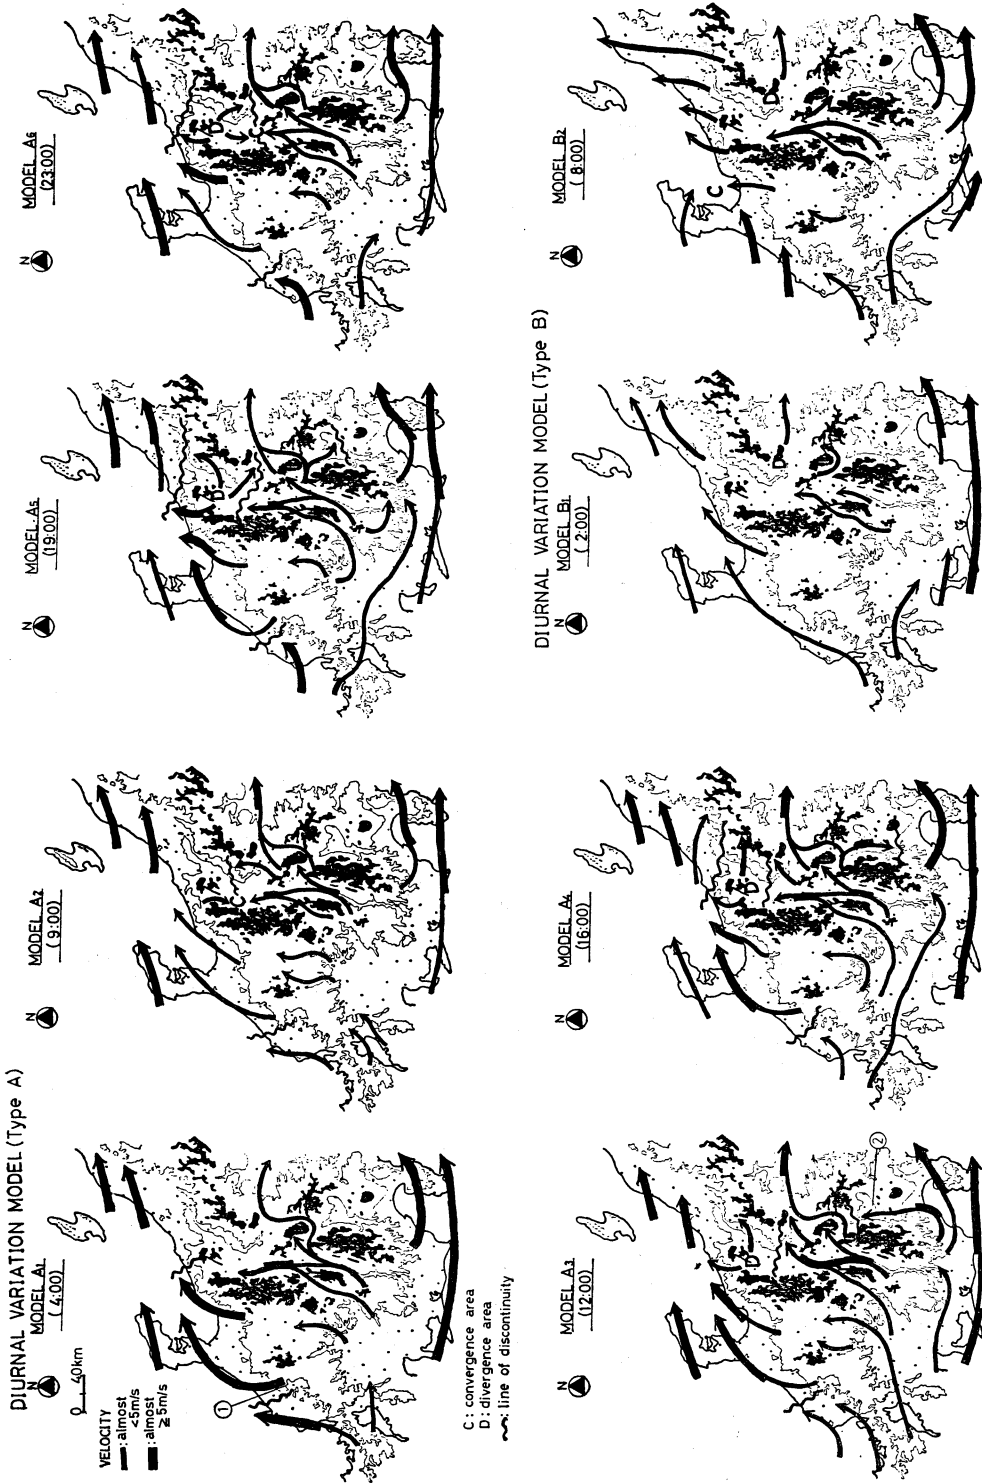 DIURNAL VARIATION MODEL (Type A)
MODEL A1
( 4:00)
N
0 40km
VELOCITY
: almost
<5m/s
: almost
≧5m/s
①
MODEL A2
( 9:00)
N
C
MODEL A5
(19:00)
N
D
MODEL A6
(23:00)
N
D
C
C : convergence area
D : divergence area
: line of discontinuity
MODEL A3
(12:00)
N
D
②
MODEL A4
(16:00)
N
D
DIURNAL VARIATION MODEL (Type B)
MODEL B1
( 2:00)
N
D
MODEL B2
( 8:00)
N
C
D